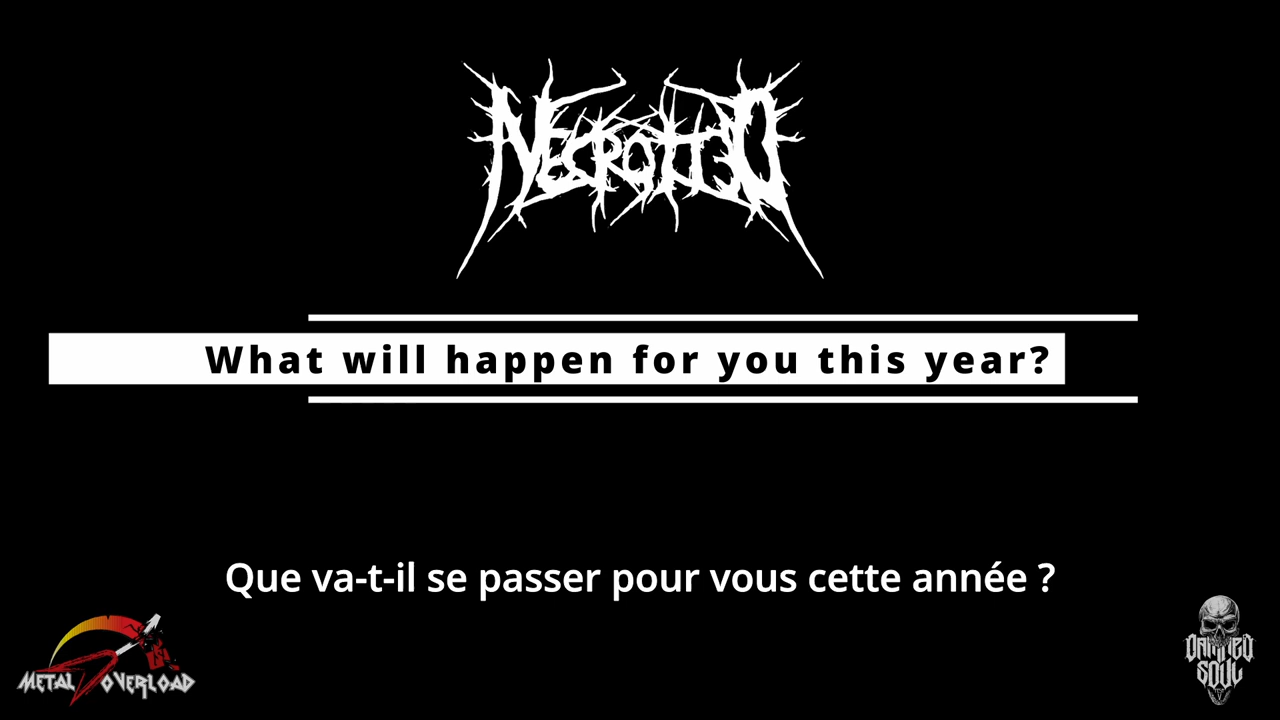 NECROTTED
What will happen for you this year?
Que va-t-il se passer pour vous cette année ?
METAL OVERLOAD
DAMNED
SOUL